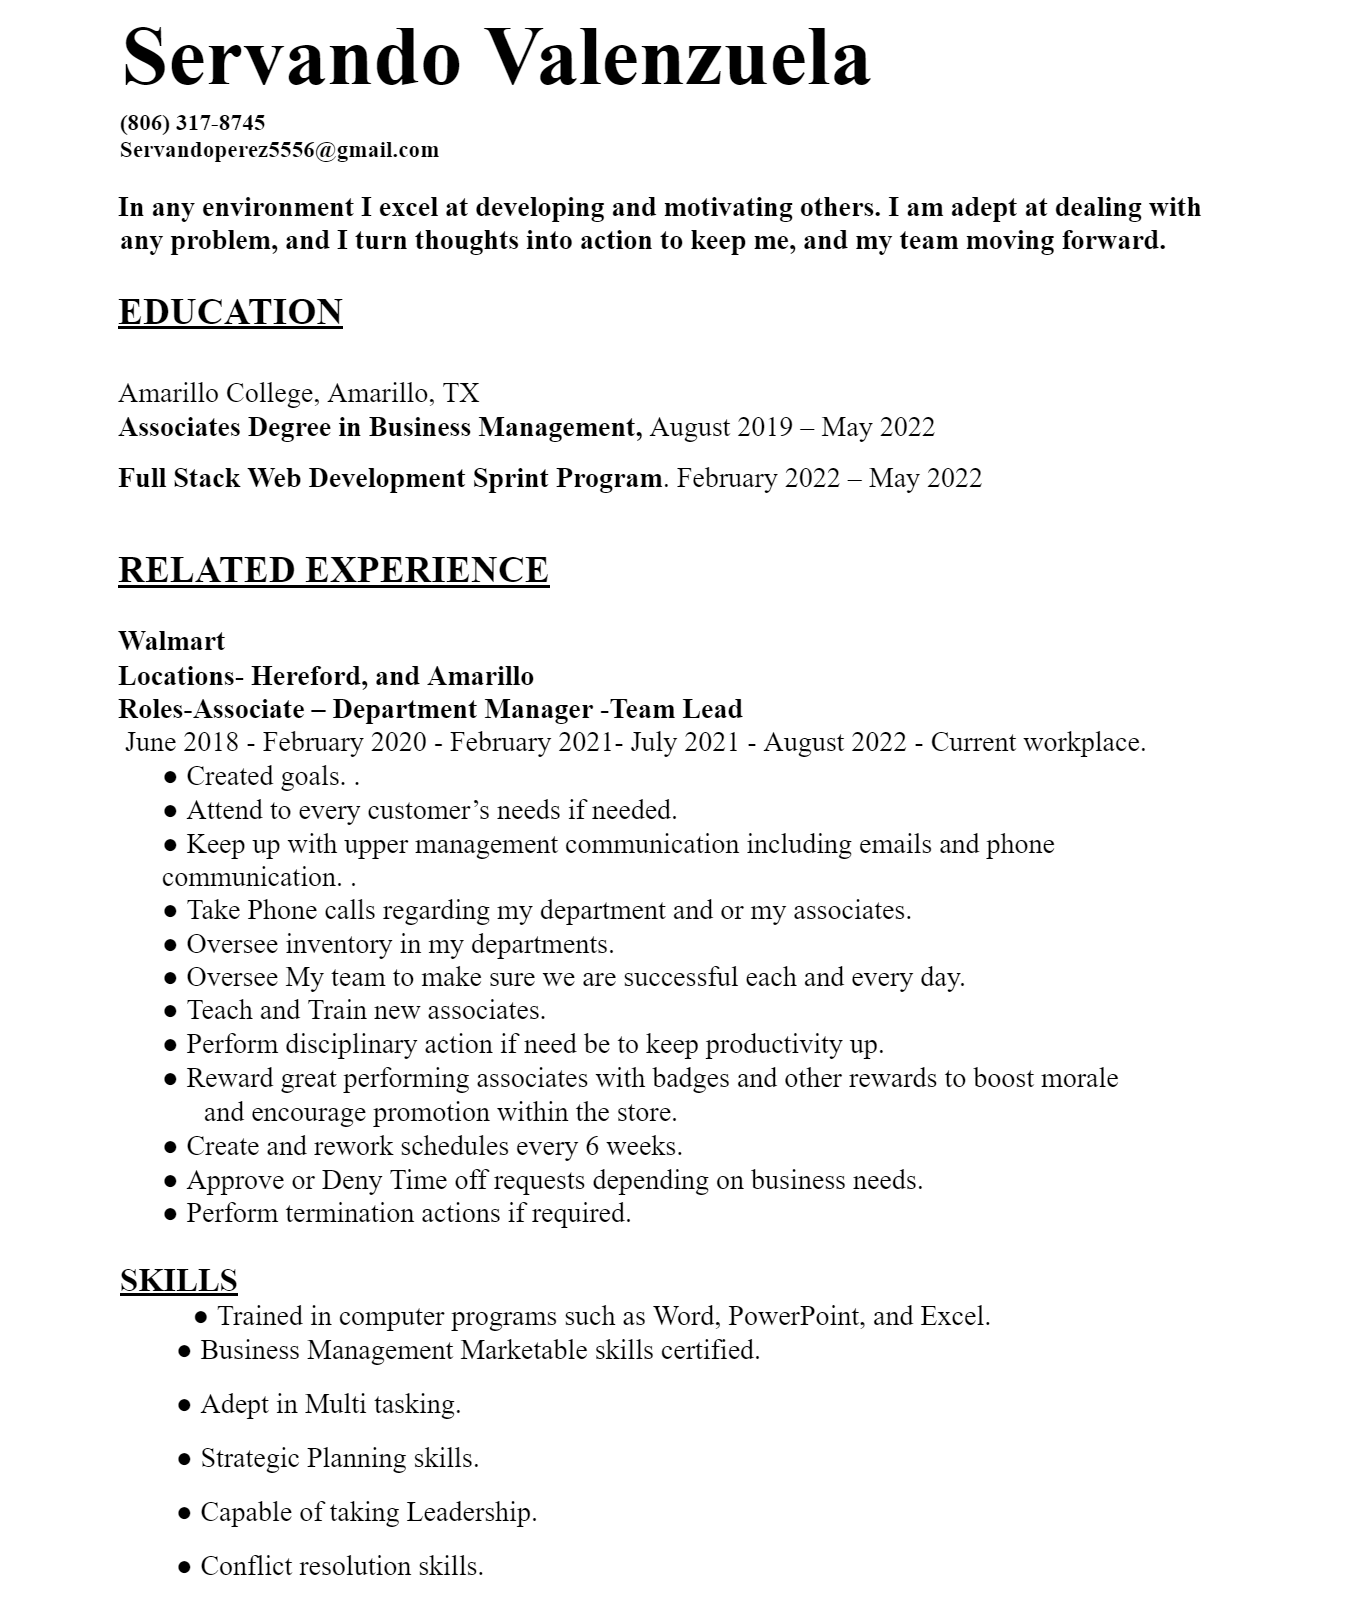 Servando Valenzuela
(806) 317-8745
Servandoperez5556@gmail.com
In any environment I excel at developing and motivating others. I am adept at dealing with
any problem, and I turn thoughts into action to keep me, and my team moving forward.
EDUCATION
Amarillo College, Amarillo, TX
Associates Degree in Business Management, August 2019 – May 2022
Full Stack Web Development Sprint Program. February 2022 – May 2022
RELATED EXPERIENCE
Walmart
Locations- Hereford, and Amarillo
Roles-Associate – Department Manager -Team Lead
June 2018 - February 2020 - February 2021- July 2021 - August 2022 - Current workplace.
● Created goals. .
● Attend to every customer’s needs if needed.
● Keep up with upper management communication including emails and phone
communication. .
● Take Phone calls regarding my department and or my associates.
● Oversee inventory in my departments.
● Oversee My team to make sure we are successful each and every day.
● Teach and Train new associates.
● Perform disciplinary action if need be to keep productivity up.
● Reward great performing associates with badges and other rewards to boost morale
and encourage promotion within the store.
● Create and rework schedules every 6 weeks.
● Approve or Deny Time off requests depending on business needs.
● Perform termination actions if required.
SKILLS
● Trained in computer programs such as Word, PowerPoint, and Excel.
● Business Management Marketable skills certified.
● Adept in Multi tasking.
● Strategic Planning skills.
● Capable of taking Leadership.
● Conflict resolution skills.